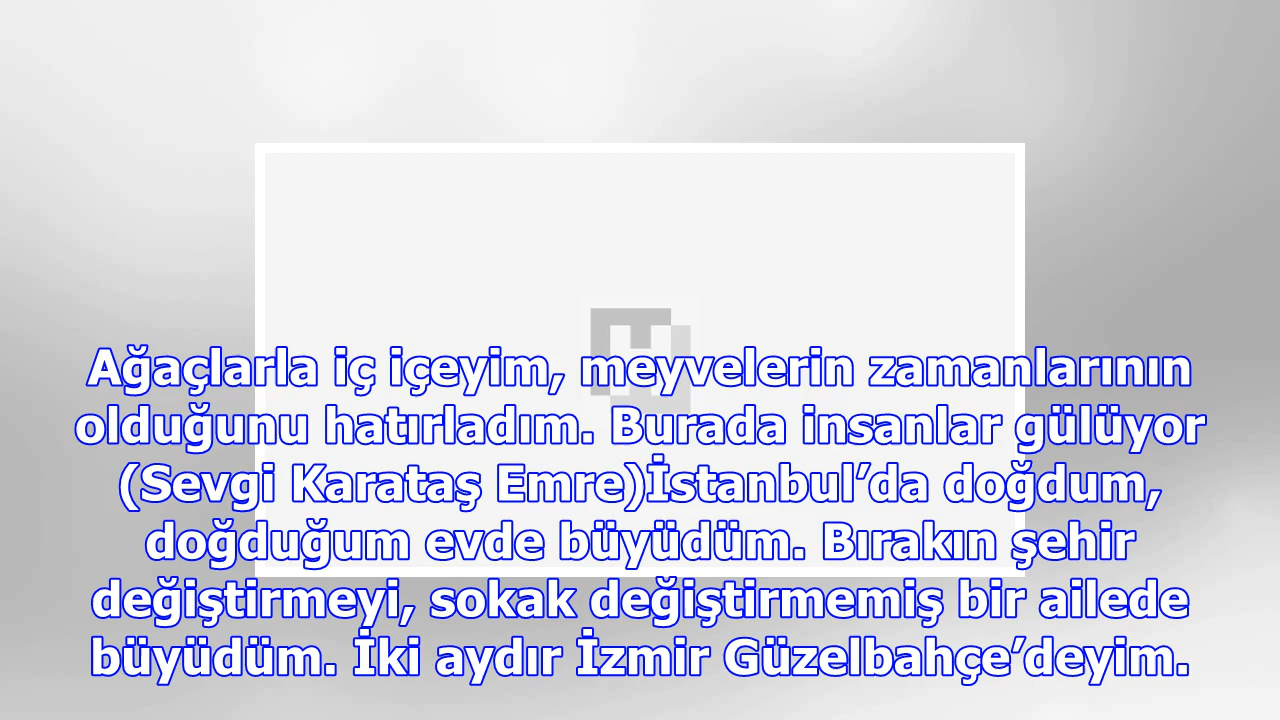 Ağaçlarla iç içeyim, meyvelerin zamanlarının
olduğunu hatırladım. Burada insanlar gülüyor
(Sevgi Karataş Emre)İstanbul’da doğdum,
doğduğum evde büyüdüm. Bırakın şehir
değiştirmeyi, sokak değiştirmemiş bir ailede
büyüdüm. İki aydır İzmir Güzelbahçe’deyim.